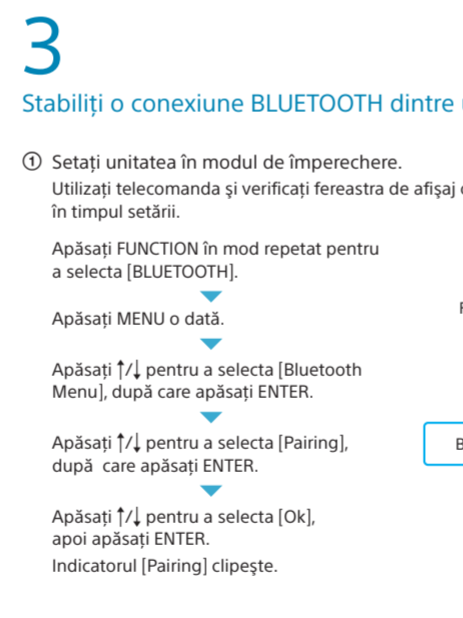 3
Stabiliți o conexiune BLUETOOTH dintre
① Setați unitatea în modul de împerechere.
Utilizați telecomanda și verificați fereastra de afișaj
în timpul setării.
Apăsați FUNCTION în mod repetat pentru
a selecta [BLUETOOTH].
Apăsați MENU o dată.
Apăsați ↑/↓ pentru a selecta [Bluetooth
Menu], după care apăsați ENTER.
Apăsați ↑/↓ pentru a selecta [Pairing],
după care apăsați ENTER.
Apăsați ↑/↓ pentru a selecta [Ok],
apoi apăsați ENTER.
Indicatorul [Pairing] clipește.